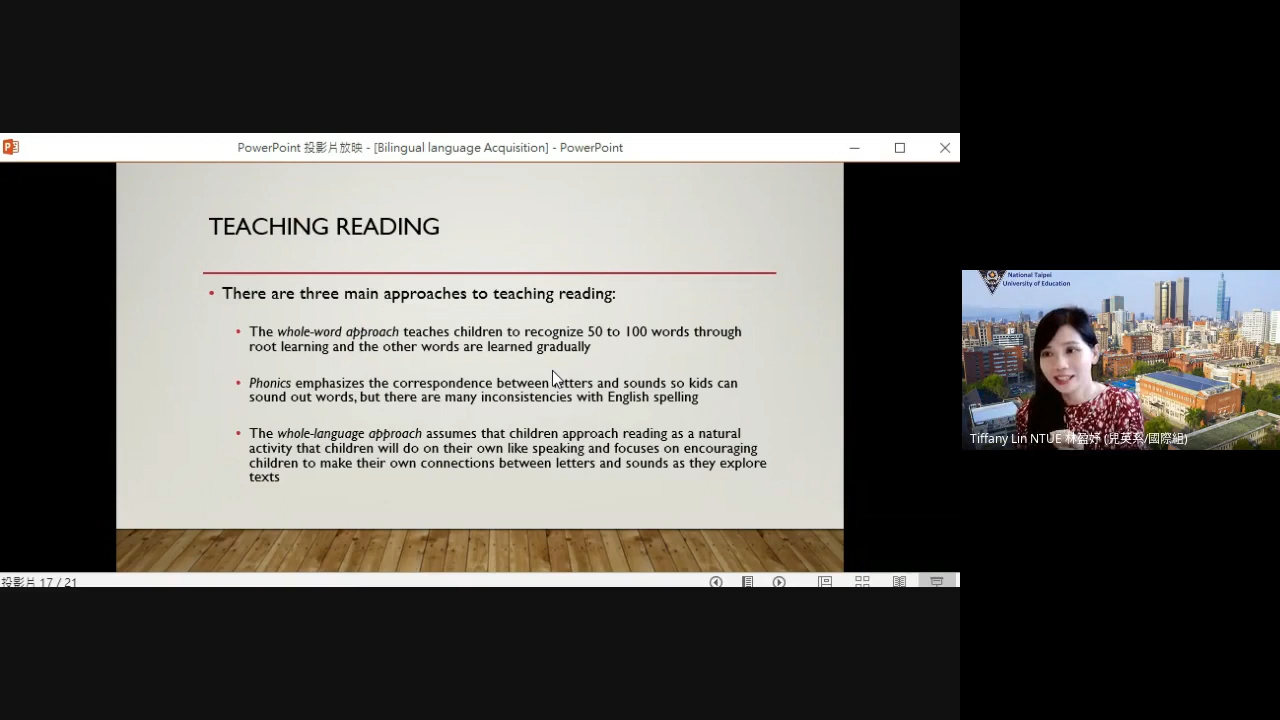 PowerPoint 投影片放映 - [Bilingual language Acquisition] - PowerPoint
TEACHING READING
• There are three main approaches to teaching reading:
• The whole-word approach teaches children to recognize 50 to 100 words through
root learning and the other words are learned gradually
• Phonics emphasizes the correspondence between letters and sounds so kids can
sound out words, but there are many inconsistencies with English spelling
• The whole-language approach assumes that children approach reading as a natural
activity that children will do on their own like speaking and focuses on encouraging
children to make their own connections between letters and sounds as they explore
texts
投影片 17 / 21
National Taipei
University of Education
Tiffany Lin NTUE 林盈妤 (兒英系/國際組)